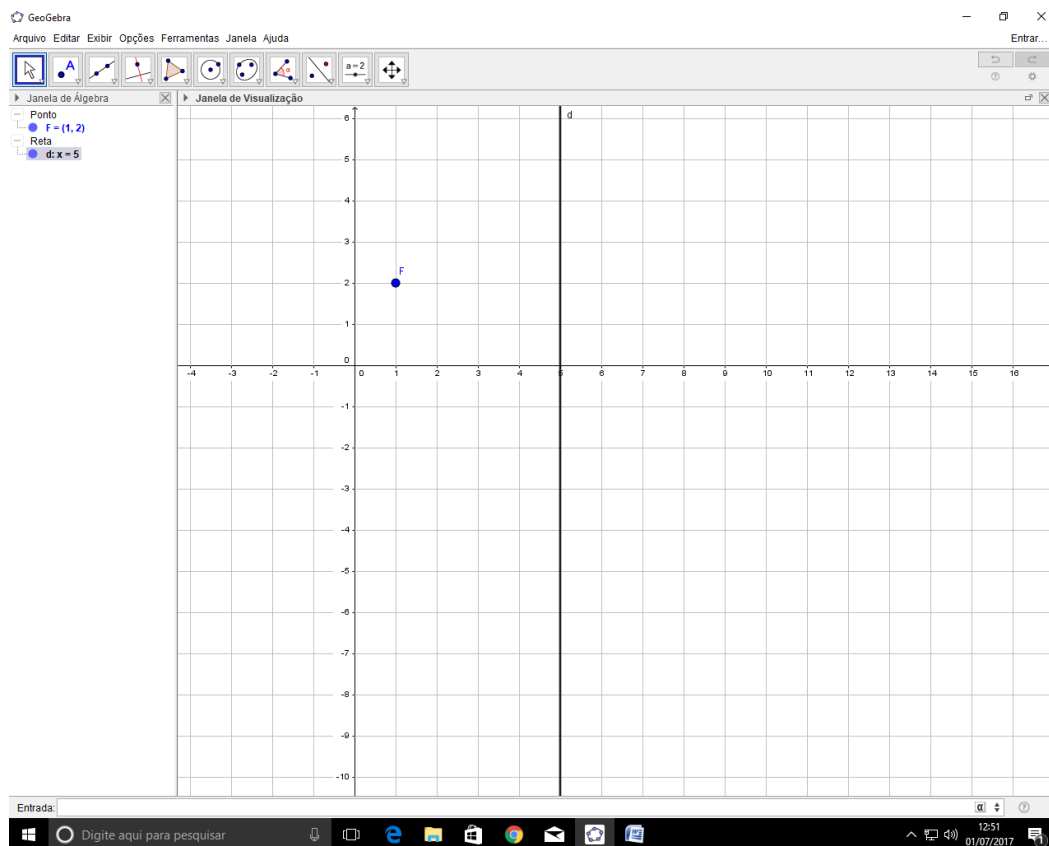 GeoGebra
Arquivo Editar Exibir Opções Ferramentas Janela Ajuda Entrar...
A α a=2
Janela de Álgebra Janela de Visualização
Ponto
F = (1, 2)
Reta
d: x = 5
d
6
5
4
3
F
2
1
0
-4 -3 -2 -1 0 1 2 3 4 5 6 7 8 9 10 11 12 13 14 15 16
-1
-2
-3
-4
-5
-6
-7
-8
-9
-10
Entrada: α
Digite aqui para pesquisar 12:51
01/07/2017 1